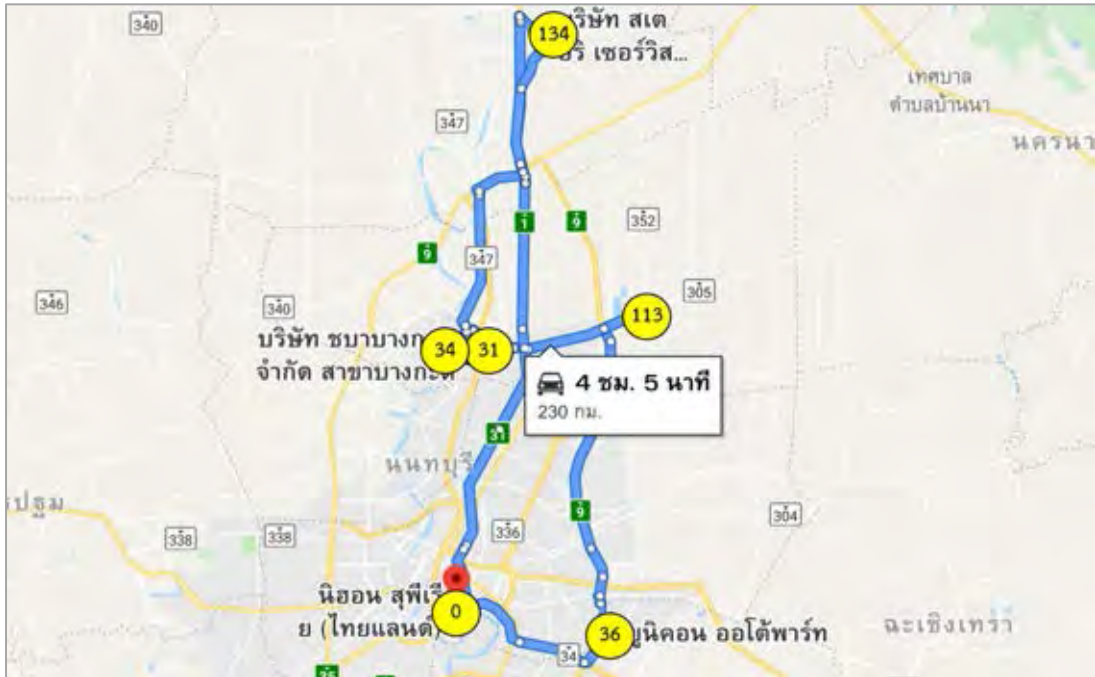 340
134
ริษัท สเต
อริ เซอร์วิส...
เทศบาล
ตำบลบ้านนา
347
นครนา
1
9
352
9
347
305
346
340
113
บริษัท ชบาบางก
34
31
จำกัด สาขาบางกะดี
4 ชม. 5 นาที
230 กม.
31
นนทบุรี
รปฐม
9
304
338
338
336
นิฮอน สุพีเรี
ย (ไทยแลนด์)
0
36
ยูนิคอน ออโต้พาร์ท
ฉะเชิงเทรา
34
35